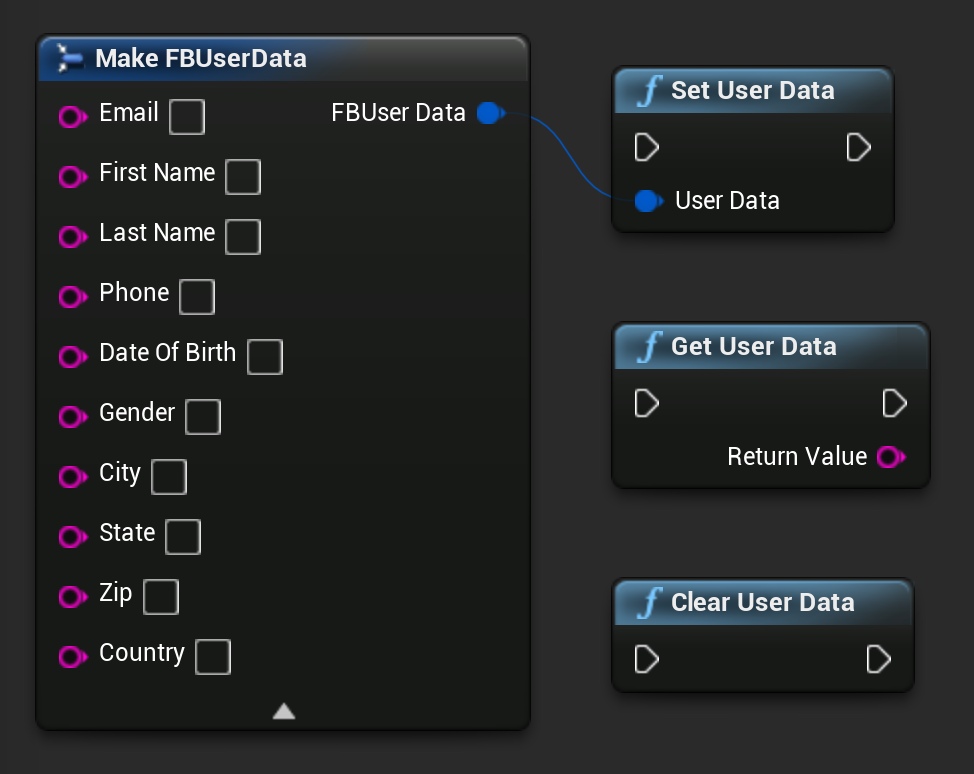 Make FBUserData
Email
FBUser Data
First Name
Last Name
Phone
Date Of Birth
Gender
City
State
Zip
Country
f Set User Data
User Data
f Get User Data
Return Value
f Clear User Data